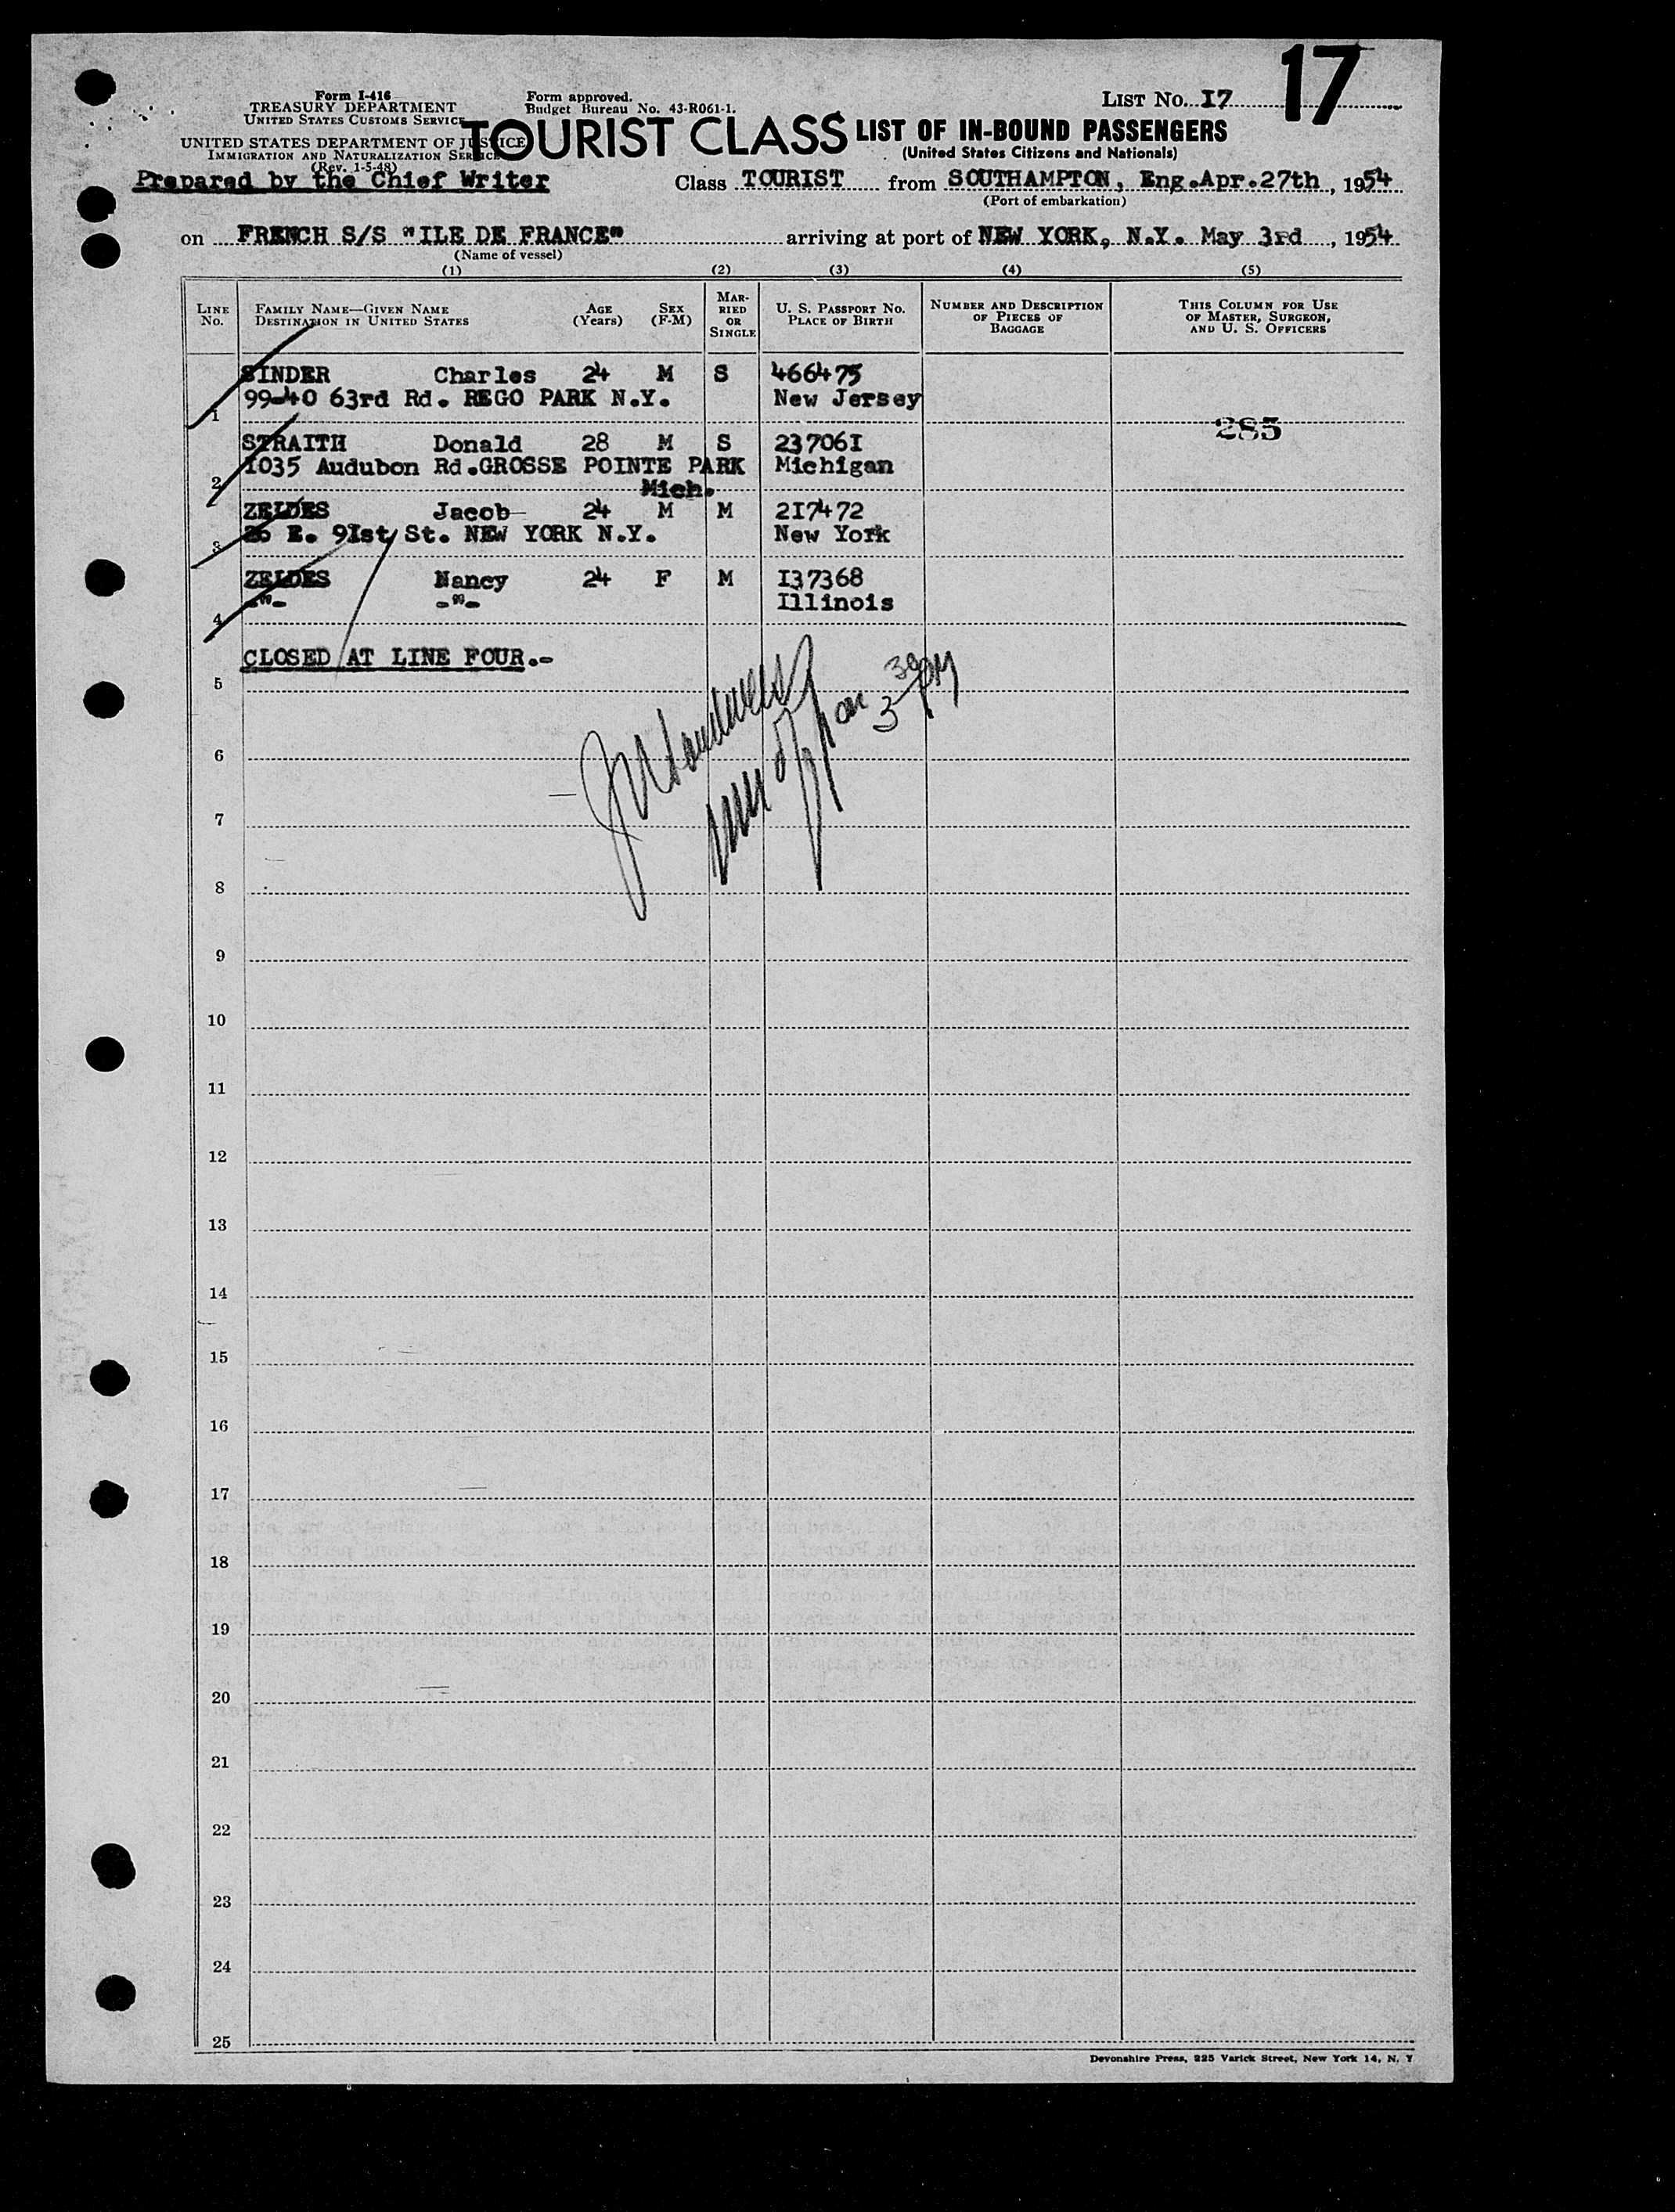 17
Form I-416
TREASURY DEPARTMENT
UNITED STATES CUSTOMS SERVICE
UNITED STATES DEPARTMENT OF JUSTICE
IMMIGRATION AND NATURALIZATION SERVICE
(Rev. 1-5-48)
Form approved.
Budget Bureau No. 43-R061-1.
LIST No. I7
TOURIST CLASS LIST OF IN-BOUND PASSENGERS
(United States Citizens and Nationals)
Prepared by the Chief Writer
Class TOURIST from SOUTHAMPTON, Eng. Apr. 27th, 1954
(Port of embarkation)
on FRENCH S/S "ILE DE FRANCE" arriving at port of NEW YORK, N.Y. May 3rd, 1954
(Name of vessel)
(1) (2) (3) (4) (5)
LINE No. FAMILY NAME—GIVEN NAME DESTINATION IN UNITED STATES AGE (Years) SEX (F-M) MARRIED OR SINGLE U. S. PASSPORT No. PLACE OF BIRTH NUMBER AND DESCRIPTION OF PIECES OF BAGGAGE THIS COLUMN FOR USE OF MASTER, SURGEON, AND U. S. OFFICERS
SINDER Charles 24 M S 466475
1 99-40 63rd Rd. REGO PARK N.Y. New Jersey
285
STRAITH Donald 28 M S 23706I
2 1035 Audubon Rd. GROSSE POINTE PARK Michigan
Mich.
ZELDES Jacob 24 M M 2I7472
3 26 E. 9Ist St. NEW YORK N.Y. New York
ZELDES Nancy 24 F M I37368
4 -"- -"- Illinois
CLOSED AT LINE FOUR.-
5
6
7
8
9
10
11
12
13
14
15
16
17
18
19
20
21
22
23
24
25
Devonshire Press, 225 Varick Street, New York 14, N. Y